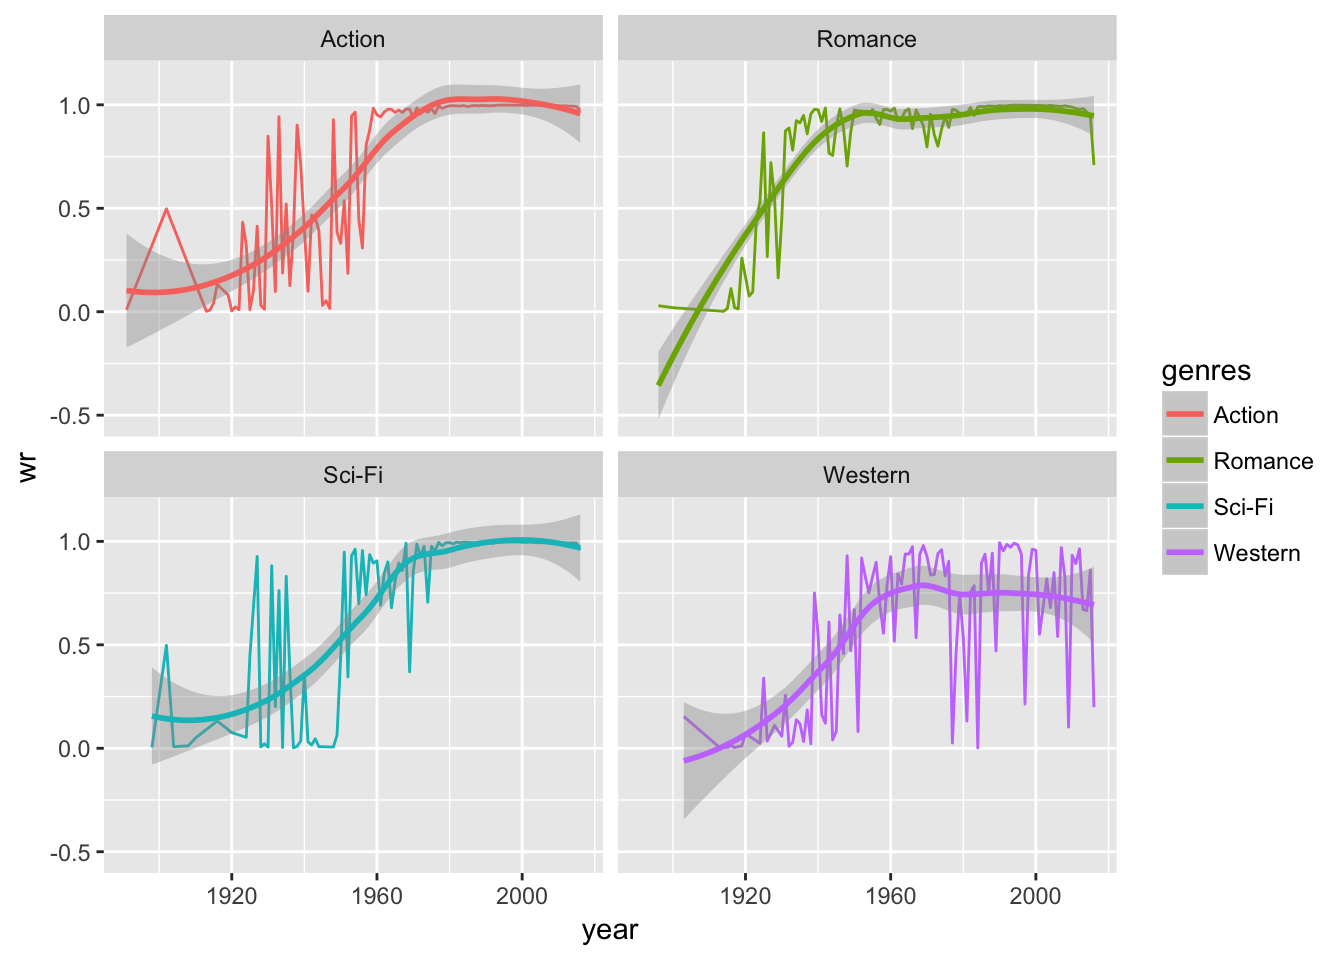 Action
Romance
1.0
0.5
0.0
-0.5
Sci-Fi
Western
1.0
0.5
0.0
-0.5
1920
1960
2000
1920
1960
2000
year
wr
genres
Action
Romance
Sci-Fi
Western